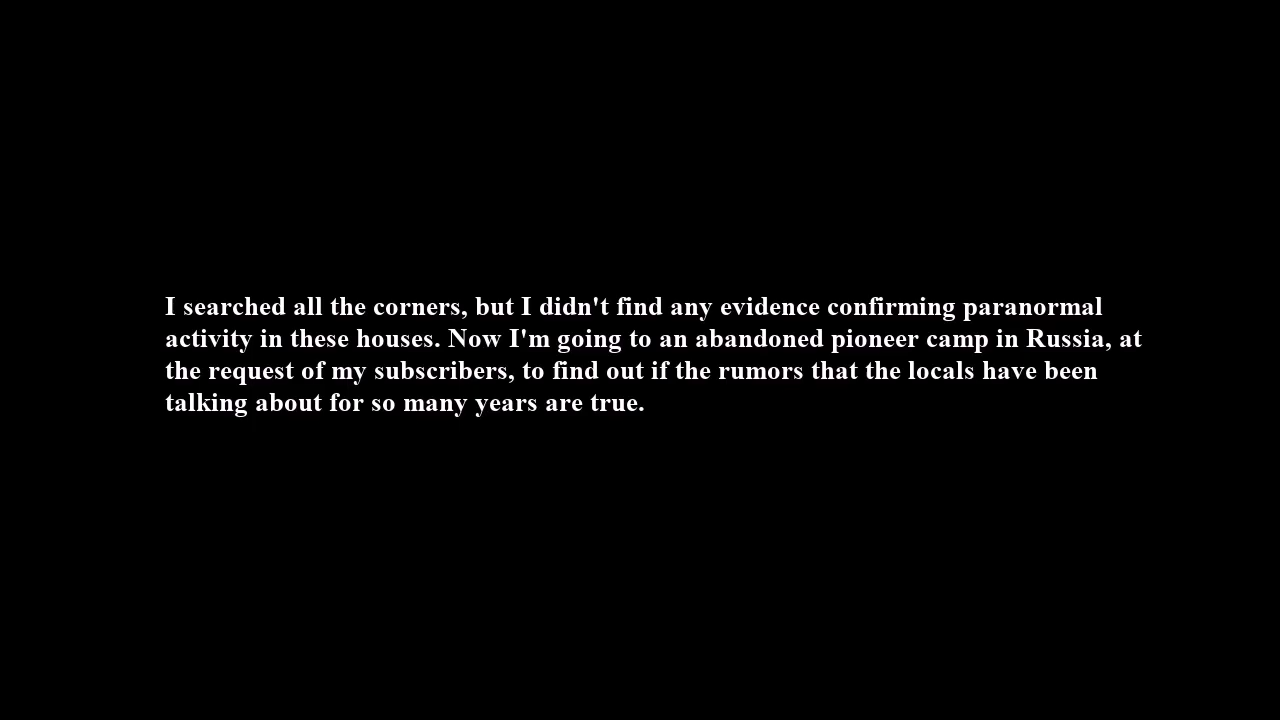 I searched all the corners, but I didn't find any evidence confirming paranormal
activity in these houses. Now I'm going to an abandoned pioneer camp in Russia, at
the request of my subscribers, to find out if the rumors that the locals have been
talking about for so many years are true.